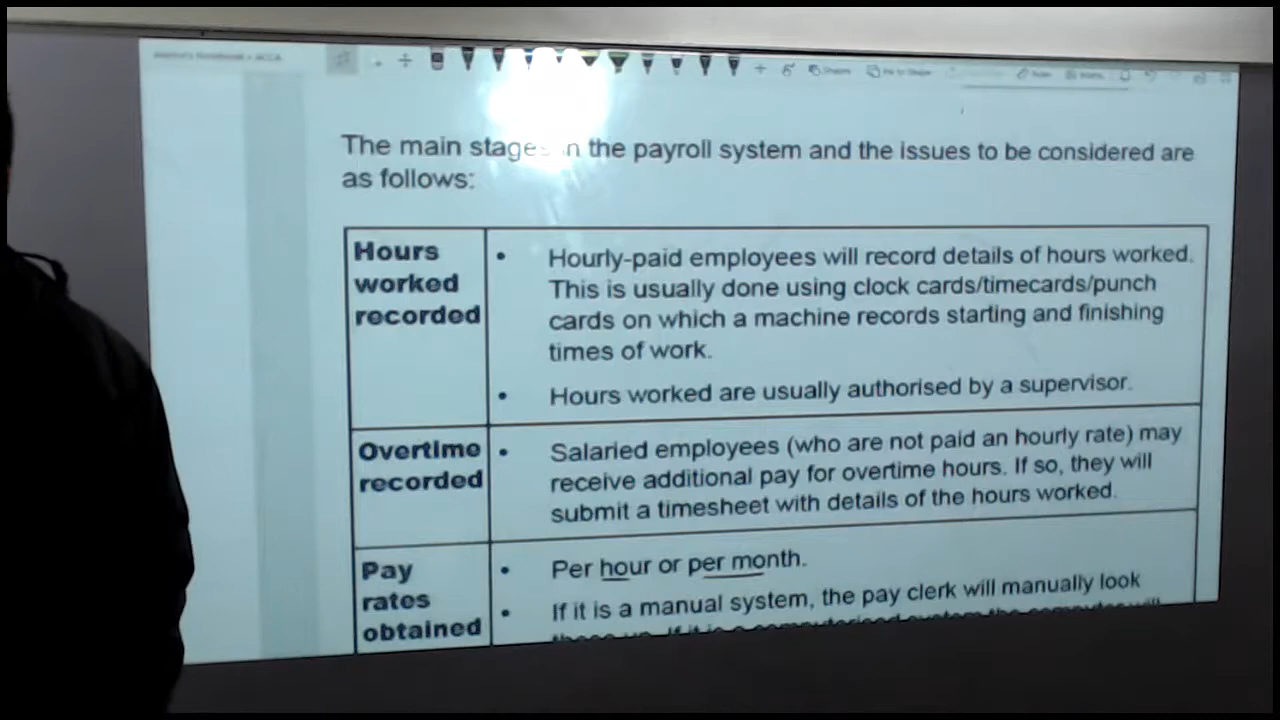 The main stages in the payroll system and the issues to be considered are
as follows:
Hours
worked
recorded
• Hourly-paid employees will record details of hours worked.
This is usually done using clock cards/timecards/punch
cards on which a machine records starting and finishing
times of work.
• Hours worked are usually authorised by a supervisor.
Overtime
recorded
• Salaried employees (who are not paid an hourly rate) may
receive additional pay for overtime hours. If so, they will
submit a timesheet with details of the hours worked.
Pay
rates
obtained
• Per hour or per month.
• If it is a manual system, the pay clerk will manually look